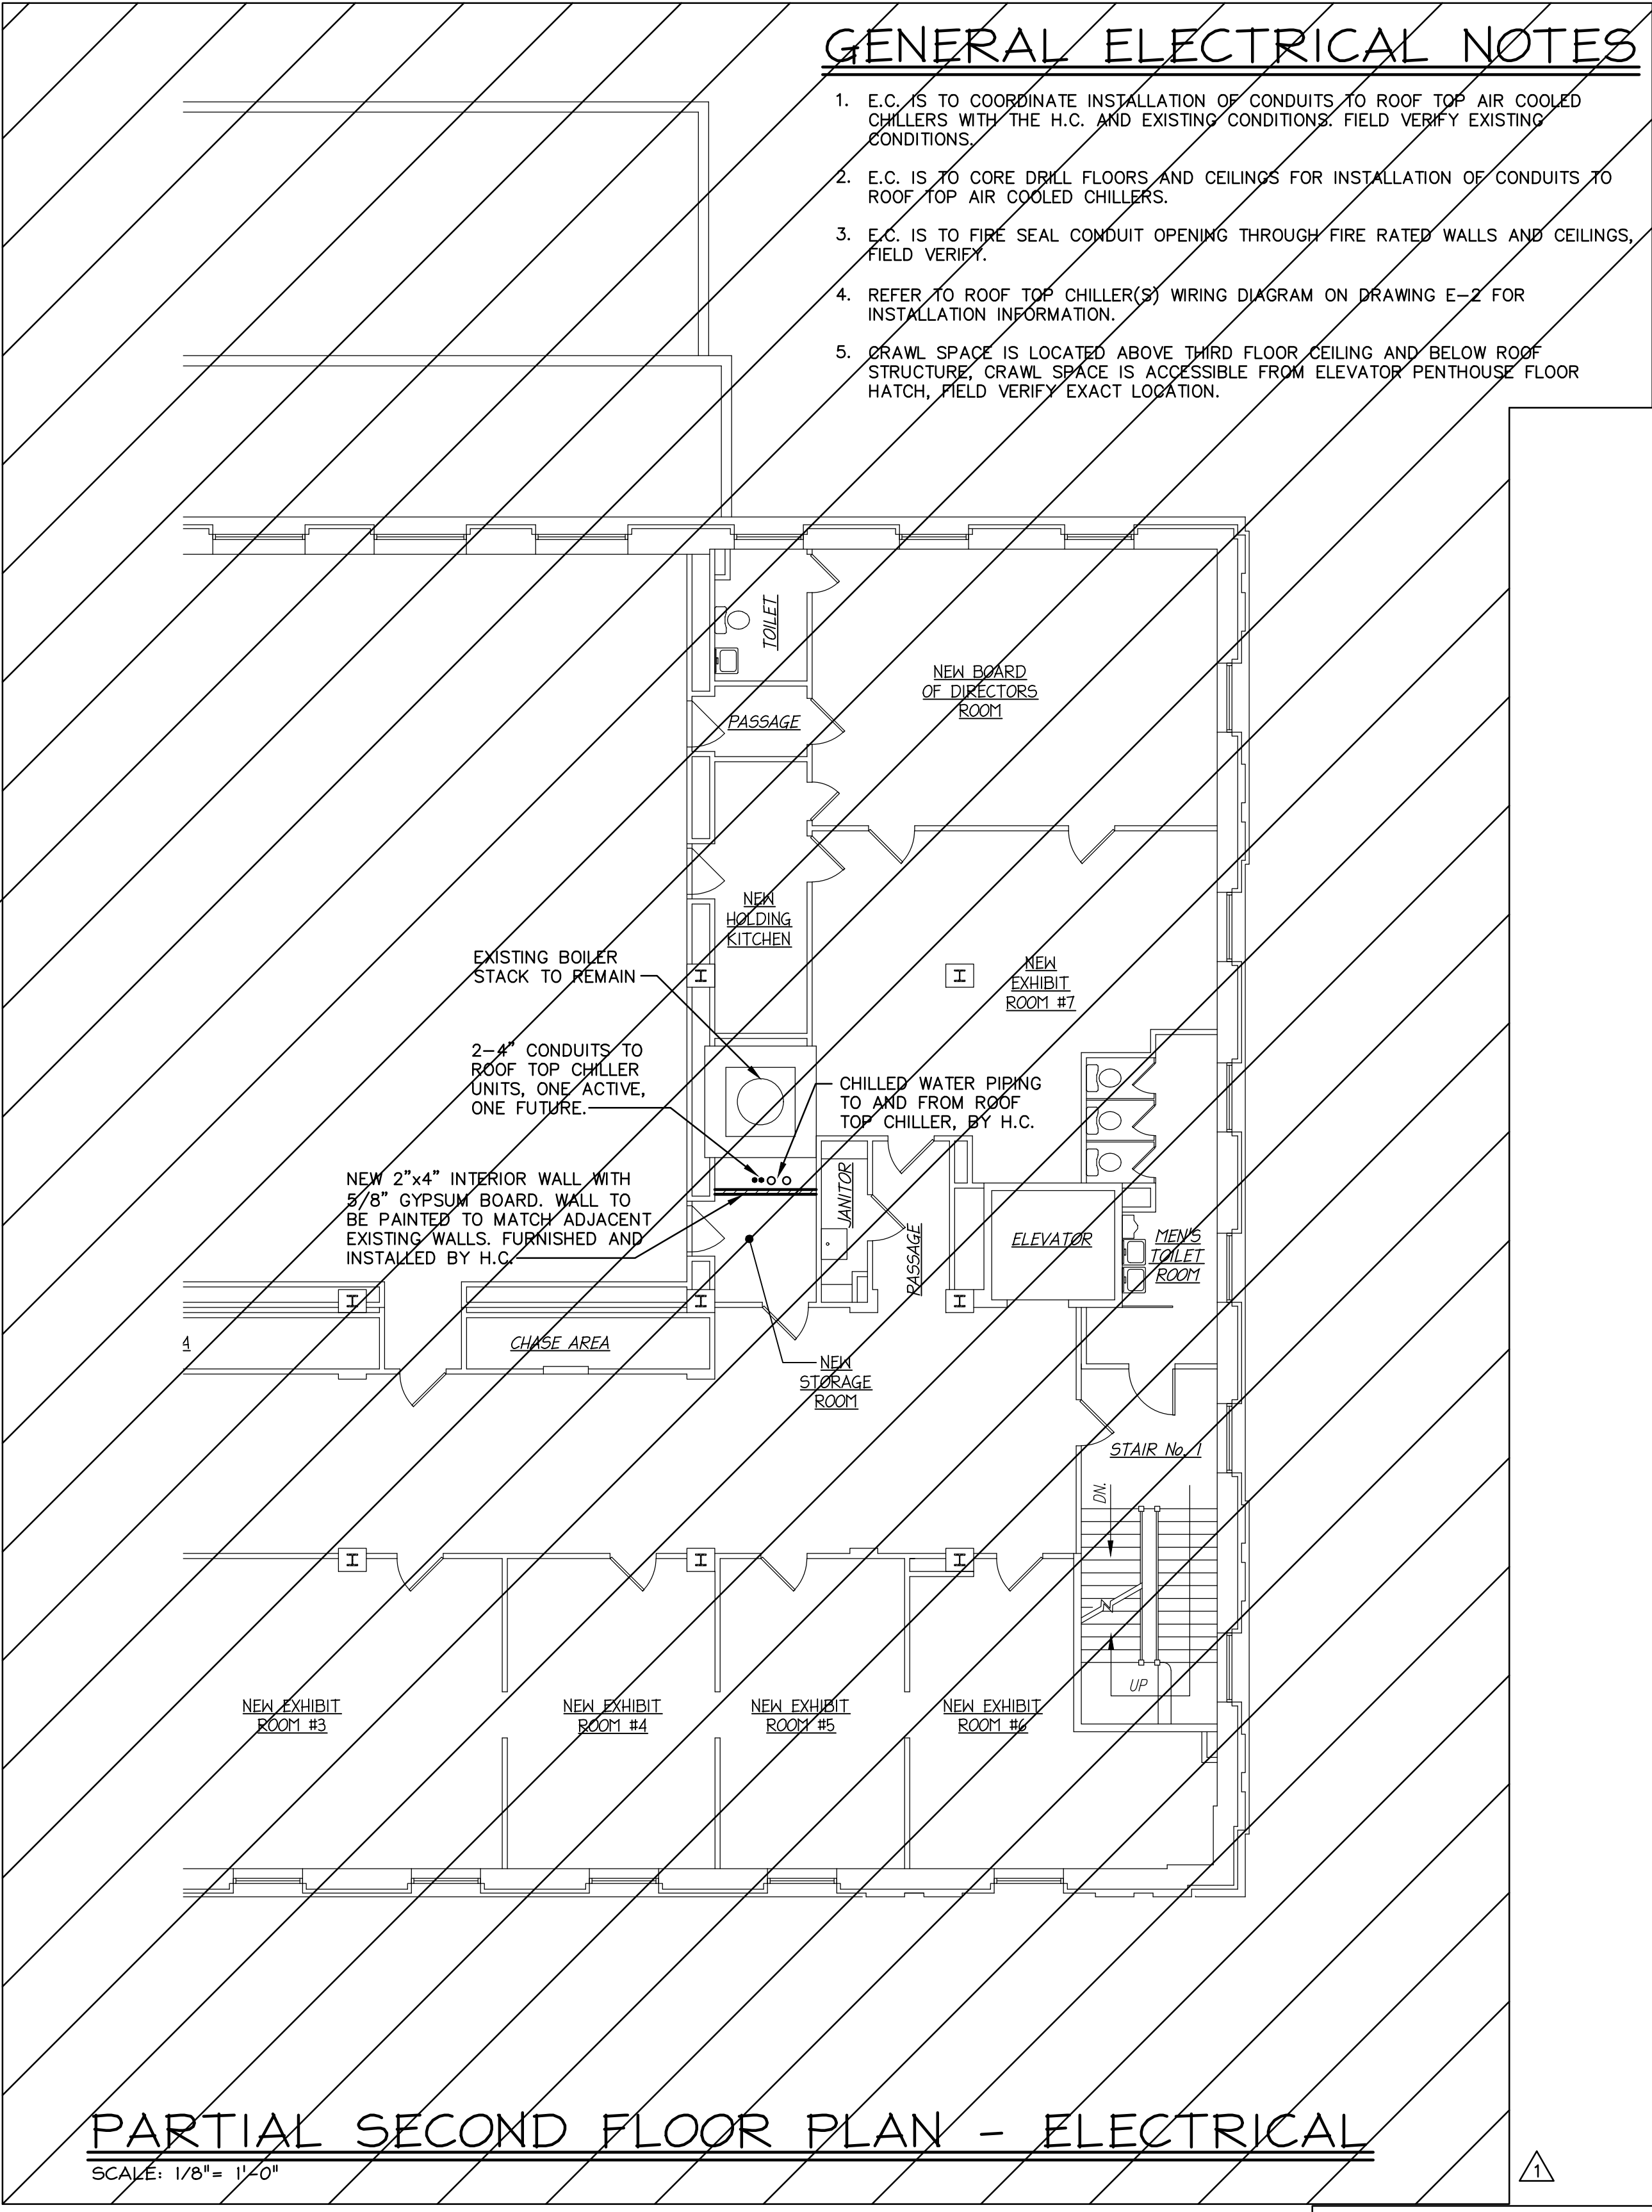 GENERAL ELECTRICAL NOTES
1. E.C. IS TO COORDINATE INSTALLATION OF CONDUITS TO ROOF TOP AIR COOLED
CHILLERS WITH THE H.C. AND EXISTING CONDITIONS. FIELD VERIFY EXISTING
CONDITIONS.
2. E.C. IS TO CORE DRILL FLOORS AND CEILINGS FOR INSTALLATION OF CONDUITS TO
ROOF TOP AIR COOLED CHILLERS.
3. E.C. IS TO FIRE SEAL CONDUIT OPENING THROUGH FIRE RATED WALLS AND CEILINGS,
FIELD VERIFY.
4. REFER TO ROOF TOP CHILLER(S) WIRING DIAGRAM ON DRAWING E-2 FOR
INSTALLATION INFORMATION.
5. CRAWL SPACE IS LOCATED ABOVE THIRD FLOOR CEILING AND BELOW ROOF
STRUCTURE, CRAWL SPACE IS ACCESSIBLE FROM ELEVATOR PENTHOUSE FLOOR
HATCH, FIELD VERIFY EXACT LOCATION.
TOILET
NEW BOARD
OF DIRECTORS
ROOM
PASSAGE
NEW
HOLDING
KITCHEN
EXISTING BOILER
STACK TO REMAIN
NEW
EXHIBIT
ROOM #7
2-4" CONDUITS TO
ROOF TOP CHILLER
UNITS, ONE ACTIVE,
ONE FUTURE.
CHILLED WATER PIPING
TO AND FROM ROOF
TOP CHILLER, BY H.C.
NEW 2"x4" INTERIOR WALL WITH
5/8" GYPSUM BOARD. WALL TO
BE PAINTED TO MATCH ADJACENT
EXISTING WALLS. FURNISHED AND
INSTALLED BY H.C.
JANITOR
PASSAGE
ELEVATOR
MEN'S
TOILET
ROOM
A
CHASE AREA
NEW
STORAGE
ROOM
STAIR No. 1
DN.
UP
NEW EXHIBIT
ROOM #3
NEW EXHIBIT
ROOM #4
NEW EXHIBIT
ROOM #5
NEW EXHIBIT
ROOM #6
PARTIAL SECOND FLOOR PLAN - ELECTRICAL
SCALE: 1/8"= 1'-0"
1